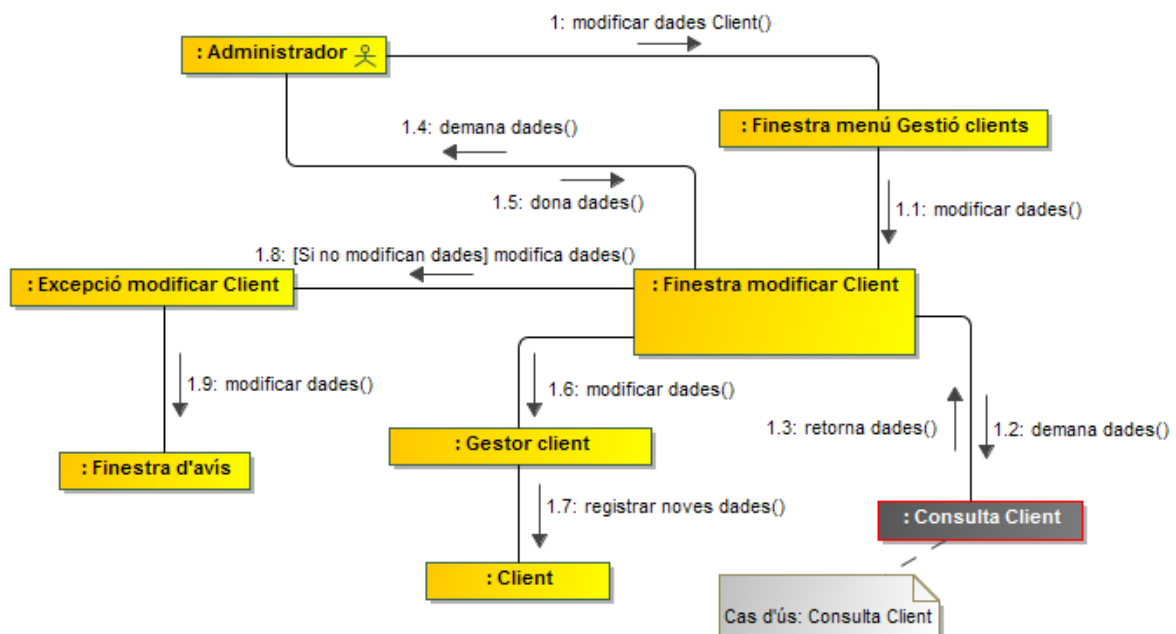 1: modificar dades Client()
: Administrador
: Finestra menú Gestió clients
1.4: demana dades()
1.5: dona dades()
1.1: modificar dades()
1.8: [Si no modifican dades] modifica dades()
: Excepció modificar Client
: Finestra modificar Client
1.9: modificar dades()
1.6: modificar dades()
1.3: retorna dades()
1.2: demana dades()
: Gestor client
: Finestra d'avís
1.7: registrar noves dades()
: Consulta Client
: Client
Cas d'ús: Consulta Client